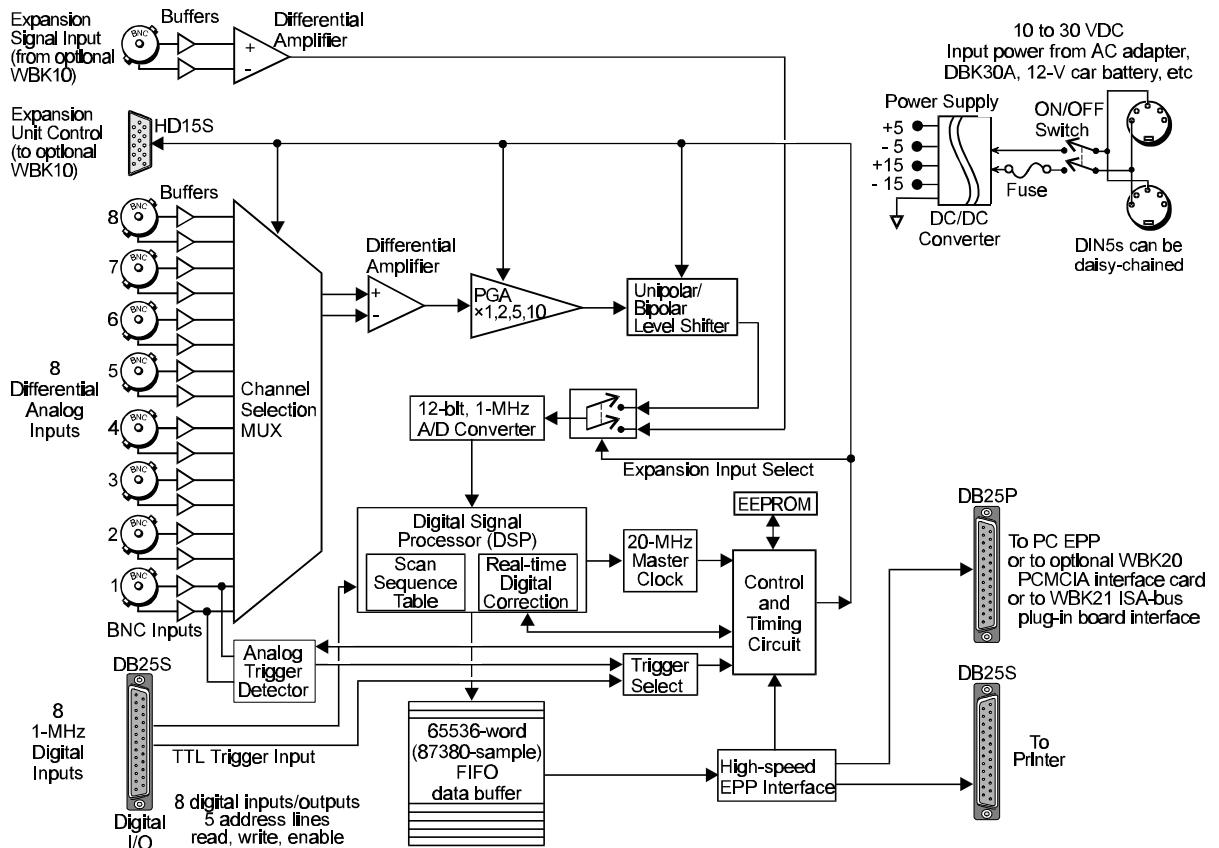 Expansion
Signal Input
(from optional
WBK10)
BNC
Buffers
Differential
Amplifier
+
-
10 to 30 VDC
Input power from AC adapter,
DBK30A, 12-V car battery, etc
Power Supply
+5
- 5
+15
- 15
ON/OFF
Switch
Fuse
DC/DC
Converter
DIN5s can be
daisy-chained
Expansion
Unit Control
(to optional
WBK10)
HD15S
Buffers
8
BNC
7
BNC
6
BNC
5
BNC
4
BNC
3
BNC
2
BNC
1
BNC
8
Differential
Analog
Inputs
BNC Inputs
Channel
Selection
MUX
Differential
Amplifier
+
-
PGA
×1,2,5,10
Unipolar/
Bipolar
Level Shifter
12-bIt, 1-MHz
A/D Converter
Expansion Input Select
Digital Signal
Processor (DSP)
Scan
Sequence
Table
Real-time
Digital
Correction
20-MHz
Master
Clock
EEPROM
Control
and
Timing
Circuit
DB25P
To PC EPP
or to optional WBK20
PCMCIA interface card
or to WBK21 ISA-bus
plug-in board interface
DB25S
8
1-MHz
Digital
Inputs
Digital
I/O
Analog
Trigger
Detector
Trigger
Select
TTL Trigger Input
8 digital inputs/outputs
5 address lines
read, write, enable
65536-word
(87380-sample)
FIFO
data buffer
High-speed
EPP Interface
DB25S
To
Printer